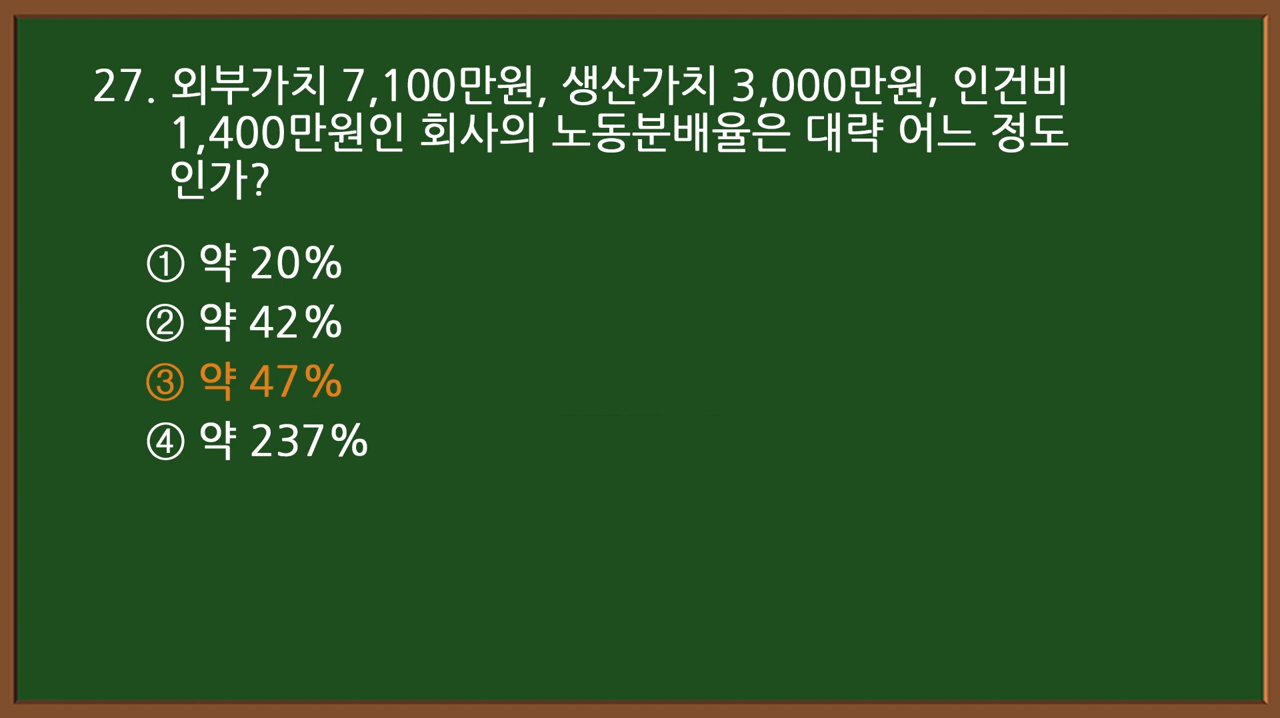 27. 외부가치 7,100만원, 생산가치 3,000만원, 인건비
1,400만원인 회사의 노동분배율은 대략 어느 정도
인가?
① 약 20%
② 약 42%
③ 약 47%
④ 약 237%